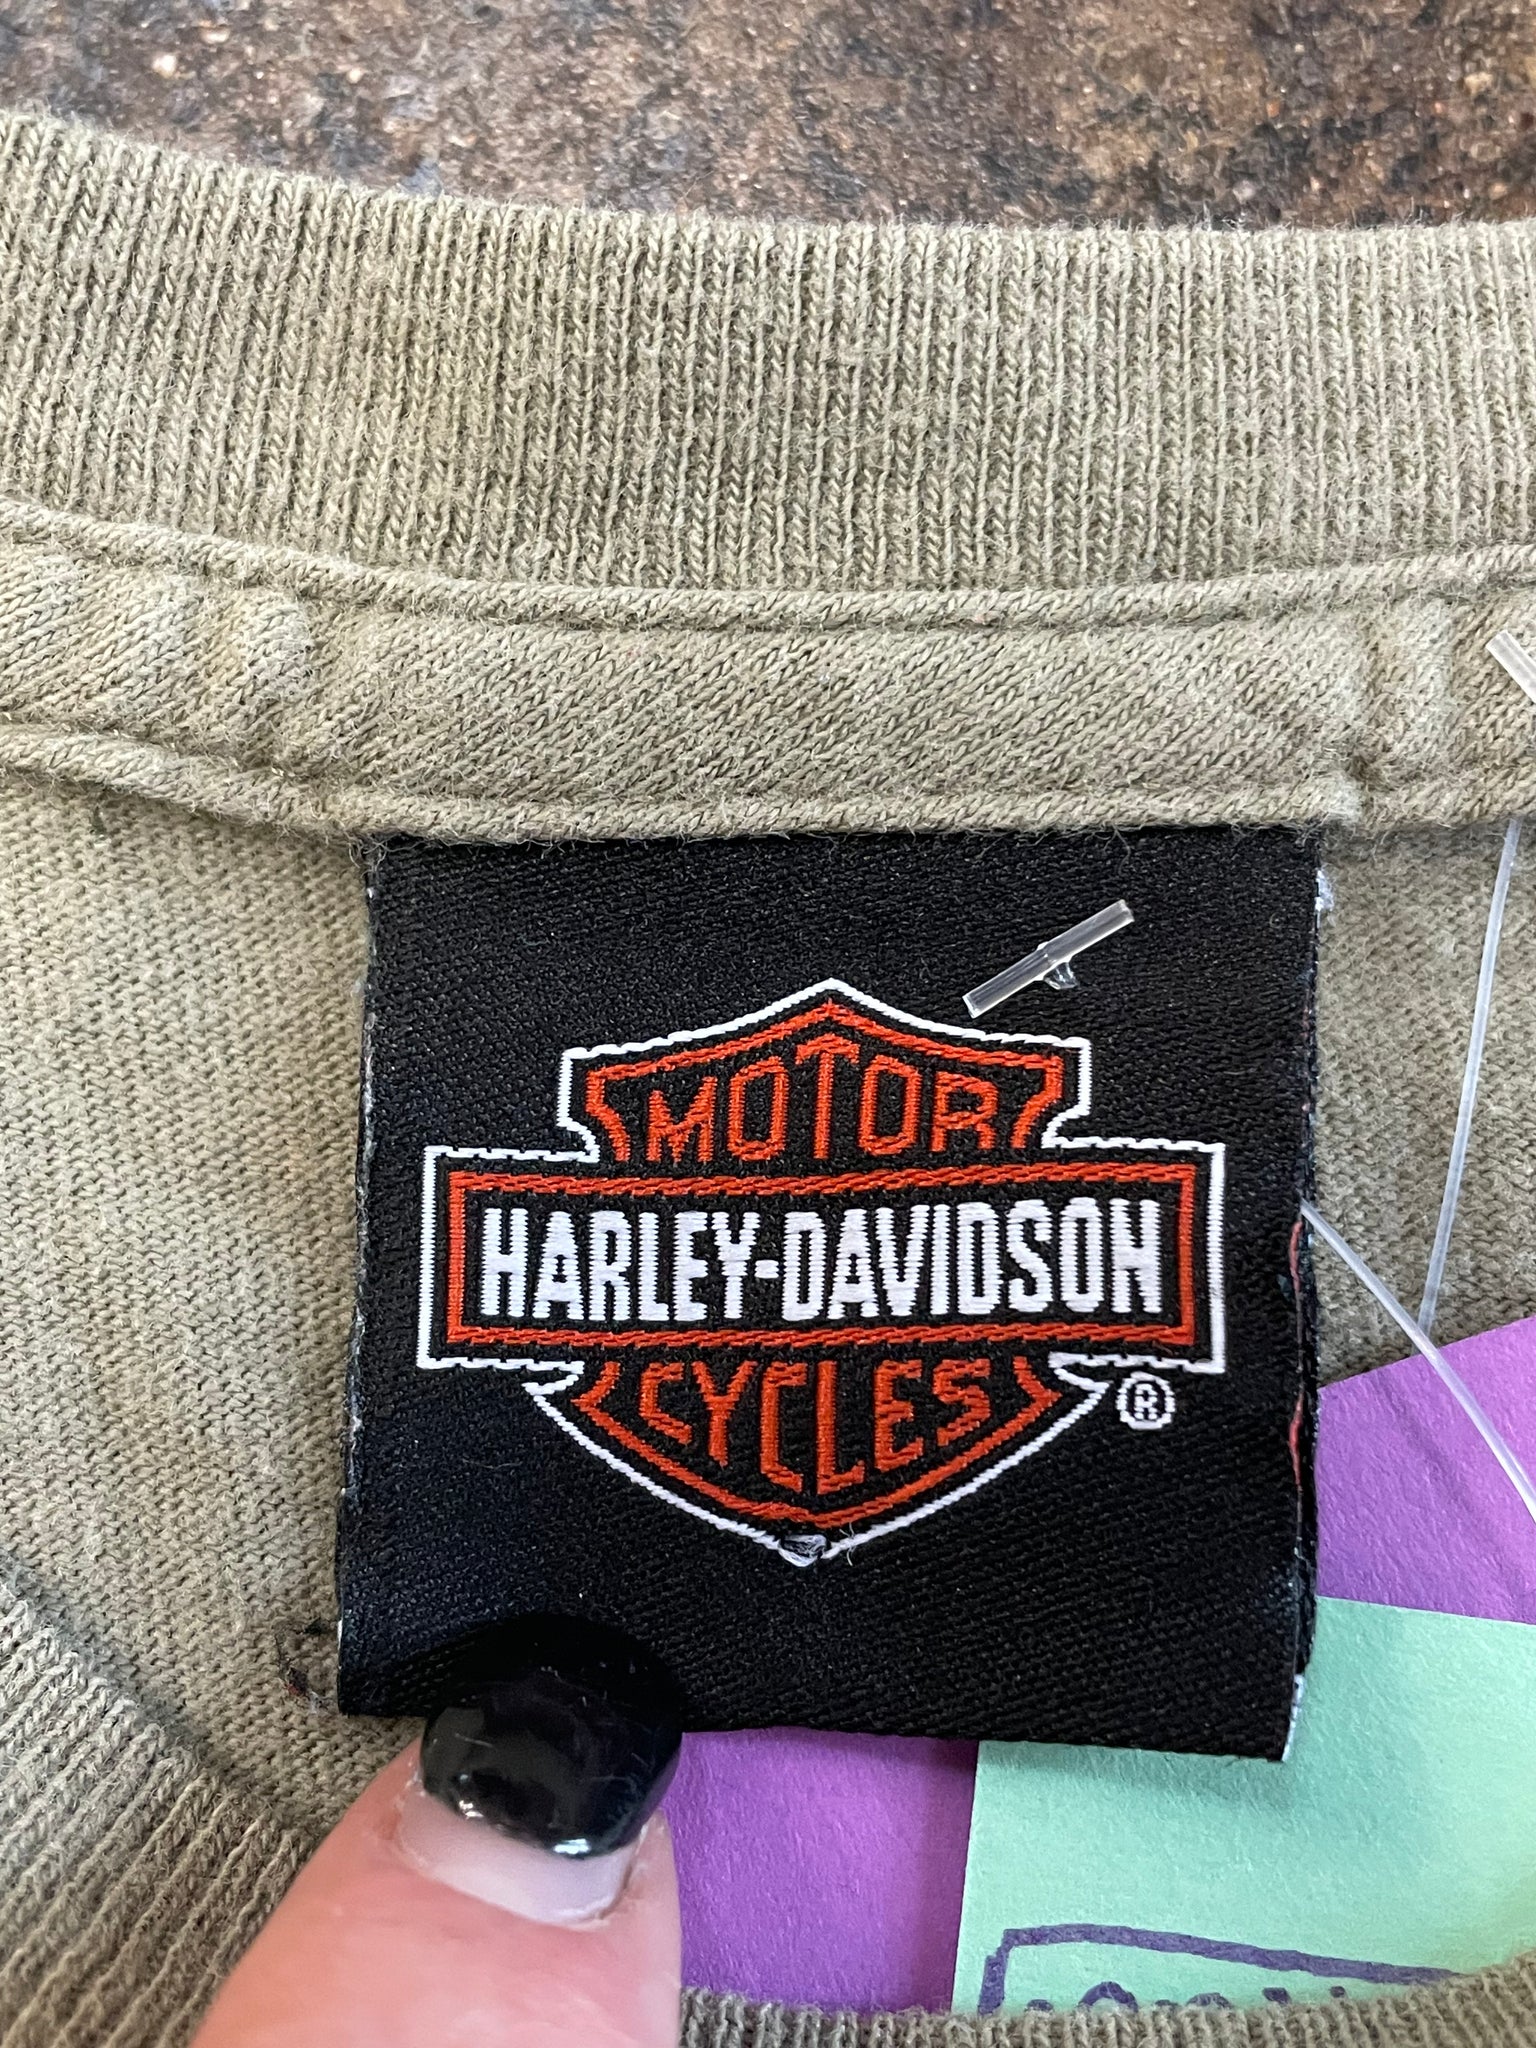 MOTOR
HARLEY-DAVIDSON
CYCLES
®